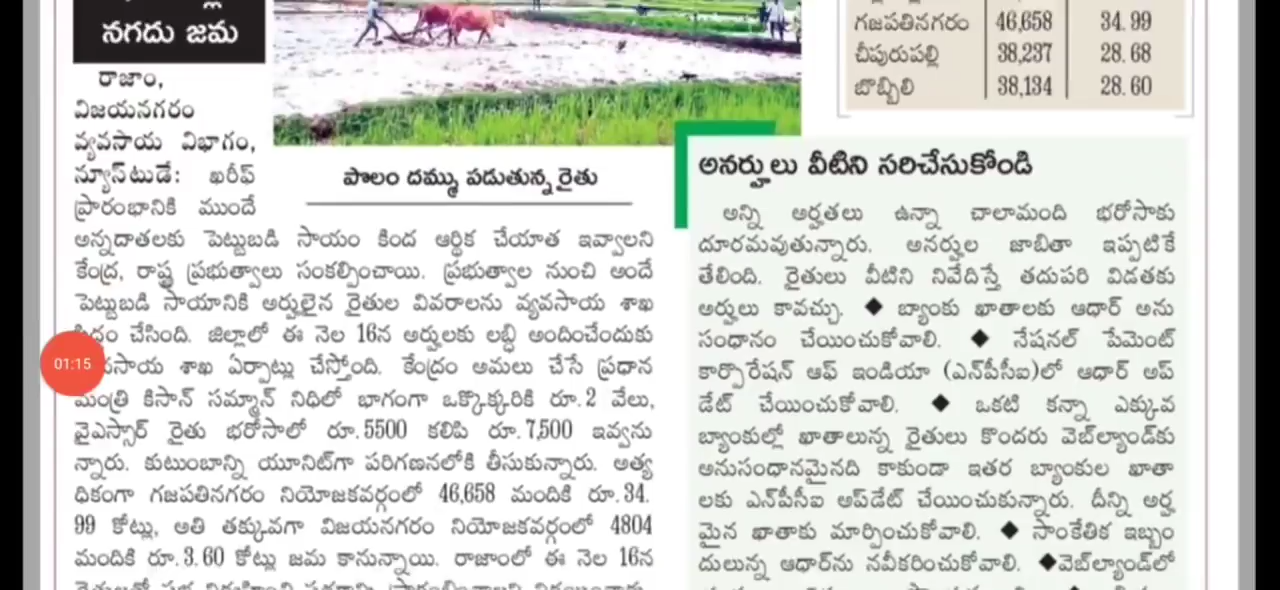 నగదు జమ
రాజాం,
విజయనగరం
వ్యవసాయ విభాగం,
న్యూస్‌టుడే: ఖరీఫ్
ప్రారంభానికి ముందే
అన్నదాతలకు పెట్టుబడి సాయం కింద ఆర్థిక చేయూత ఇవ్వాలని
కేంద్ర, రాష్ట్ర ప్రభుత్వాలు సంకల్పించాయి. ప్రభుత్వాల నుంచి అందే
పెట్టుబడి సాయానికి అర్హులైన రైతుల వివరాలను వ్యవసాయ శాఖ
చేసింది. జిల్లాలో ఈ నెల 16న అర్హులకు లబ్ధి అందించేందుకు
శాఖ ఏర్పాట్లు చేస్తోంది. కేంద్రం అమలు చేసే ప్రధాన
మంత్రి కిసాన్ సమ్మాన్ నిధిలో భాగంగా ఒక్కొక్కరికి రూ.2 వేలు,
వైఎస్సార్ రైతు భరోసాలో రూ.5500 కలిపి రూ.7,500 ఇవ్వను
న్నారు. కుటుంబాన్ని యూనిట్‌గా పరిగణనలోకి తీసుకున్నారు. అత్య
ధికంగా గజపతినగరం నియోజకవర్గంలో 46,658 మందికి రూ.34.
99 కోట్లు, అతి తక్కువగా విజయనగరం నియోజకవర్గంలో 4804
మందికి రూ.3.60 కోట్లు జమ కానున్నాయి. రాజాంలో ఈ నెల 16న
పొలం దమ్ము పడుతున్న రైతు
గజపతినగరం 46,658 34.99
చీపురుపల్లి 38,237 28.68
బొబ్బిలి 38,134 28.60
అనర్హులు వీటిని సరిచేసుకోండి
అన్ని అర్హతలు ఉన్నా చాలామంది భరోసాకు
దూరమవుతున్నారు. అనర్హుల జాబితా ఇప్పటికే
తేలింది. రైతులు వీటిని నివేదిస్తే తదుపరి విడతకు
అర్హులు కావచ్చు. ◆ బ్యాంకు ఖాతాలకు ఆధార్ అను
సంధానం చేయించుకోవాలి. ◆ నేషనల్ పేమెంట్
కార్పొరేషన్ ఆఫ్ ఇండియా (ఎన్‌పీసీఐ)లో ఆధార్ అప్
డేట్ చేయించుకోవాలి. ◆ ఒకటి కన్నా ఎక్కువ
బ్యాంకుల్లో ఖాతాలున్న రైతులు కొందరు వెబ్‌ల్యాండ్‌కు
అనుసంధానమైనది కాకుండా ఇతర బ్యాంకుల ఖాతా
లకు ఎన్‌పీసీఐ అప్‌డేట్ చేయించుకున్నారు. దీన్ని అర్హ
మైన ఖాతాకు మార్పించుకోవాలి. ◆ సాంకేతిక ఇబ్బం
దులున్న ఆధార్‌ను నవీకరించుకోవాలి. ◆వెబ్‌ల్యాండ్‌లో
01:15